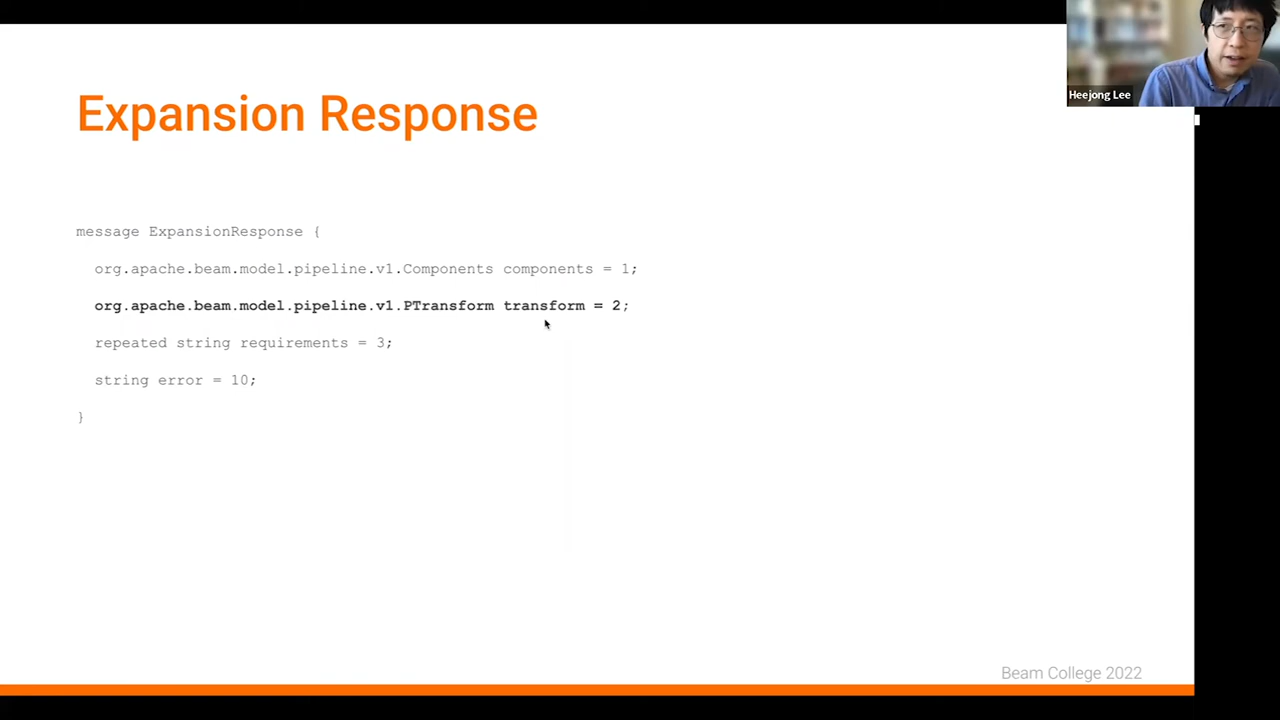 Heejong Lee
Expansion Response
message ExpansionResponse {
org.apache.beam.model.pipeline.v1.Components components = 1;
org.apache.beam.model.pipeline.v1.PTransform transform = 2;
repeated string requirements = 3;
string error = 10;
}
Beam College 2022